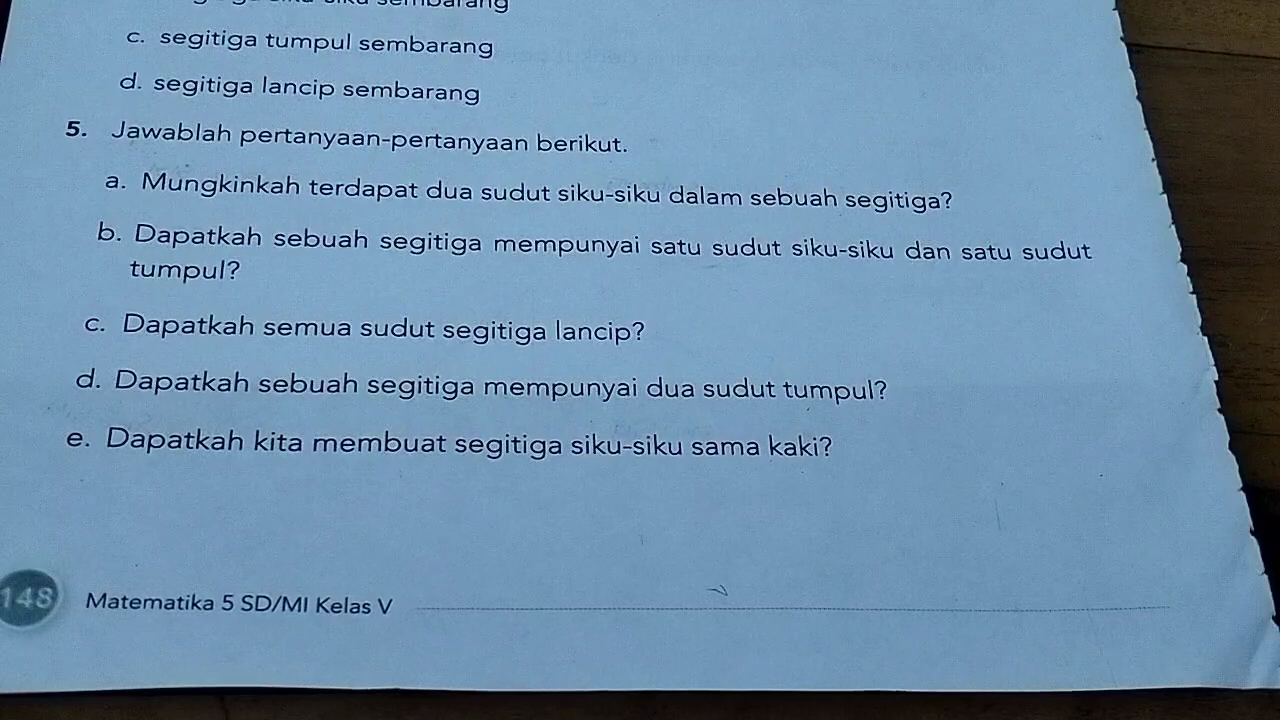 sembarang
c. segitiga tumpul sembarang
d. segitiga lancip sembarang
5. Jawablah pertanyaan-pertanyaan berikut.
a. Mungkinkah terdapat dua sudut siku-siku dalam sebuah segitiga?
b. Dapatkah sebuah segitiga mempunyai satu sudut siku-siku dan satu sudut
tumpul?
c. Dapatkah semua sudut segitiga lancip?
d. Dapatkah sebuah segitiga mempunyai dua sudut tumpul?
e. Dapatkah kita membuat segitiga siku-siku sama kaki?
148 Matematika 5 SD/MI Kelas V